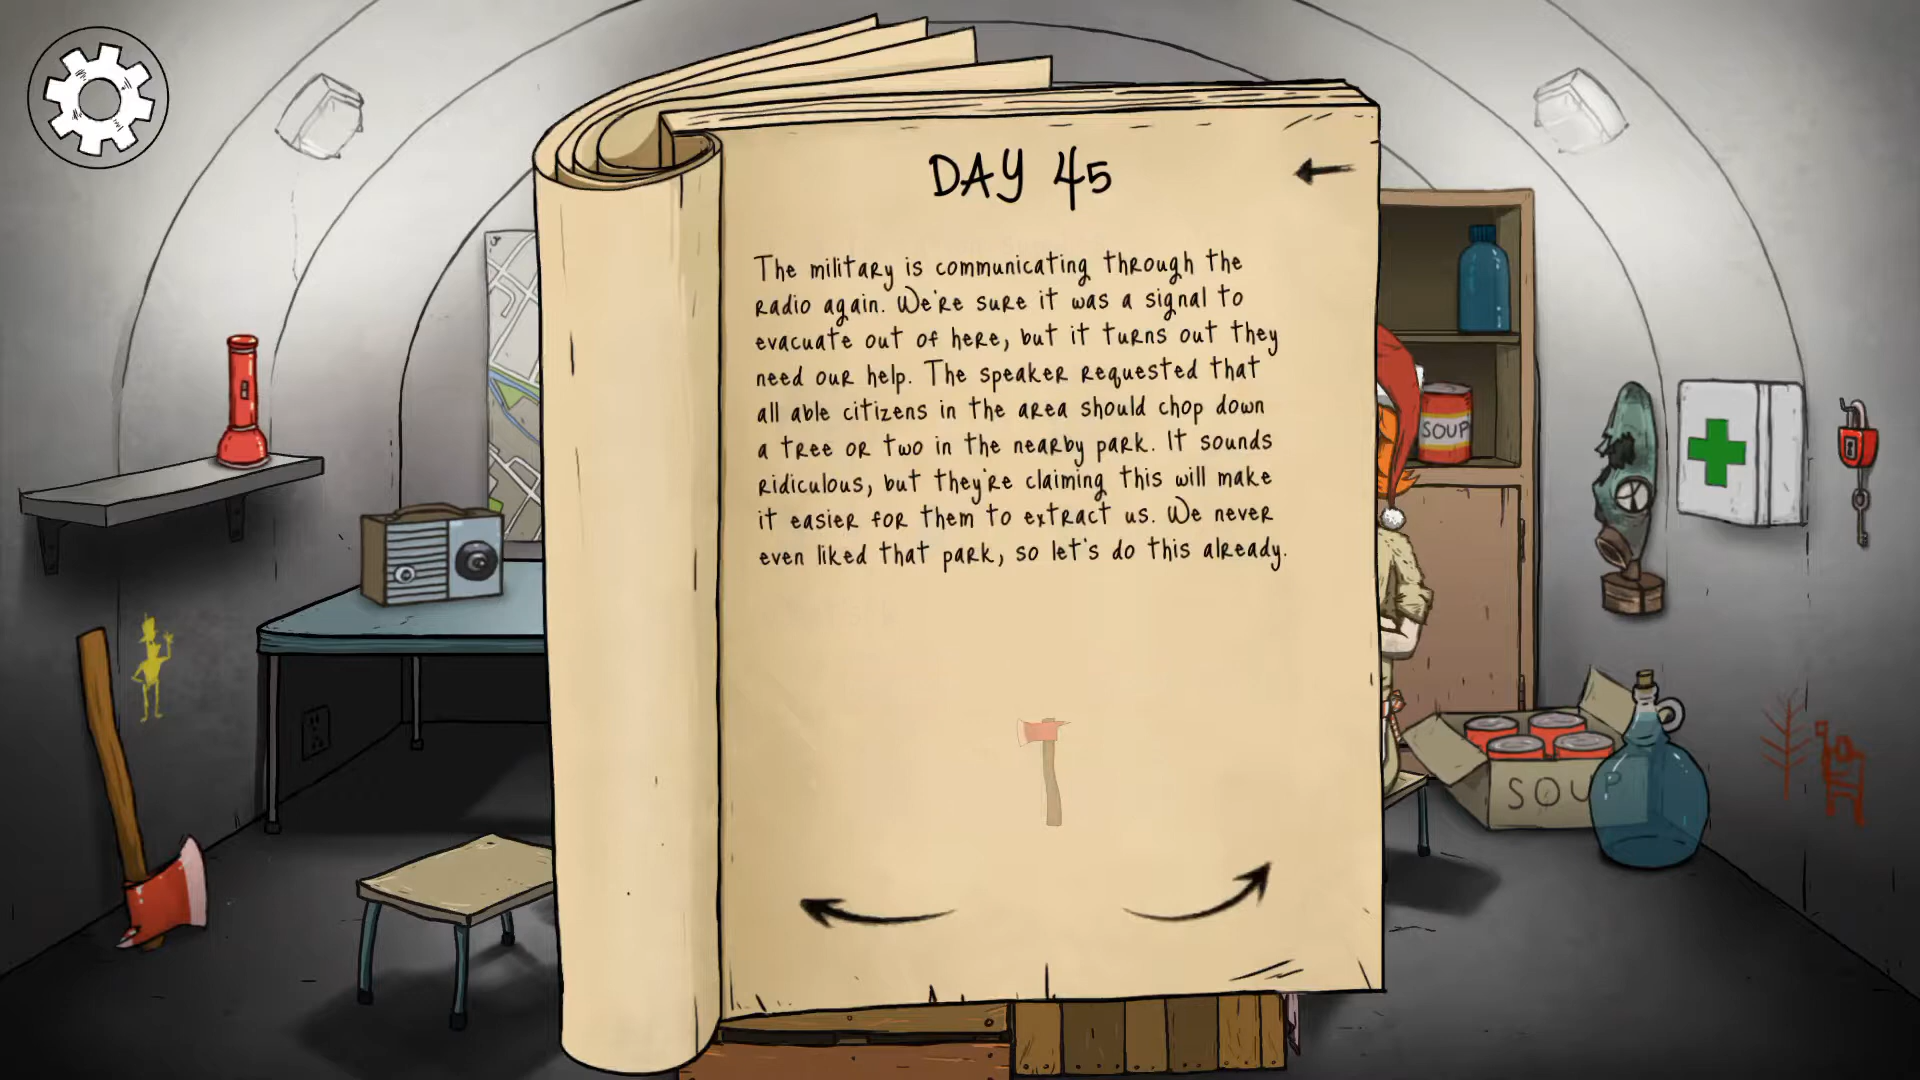 DAY 45
The military is communicating through the
radio again. We're sure it was a signal to
evacuate out of here, but it turns out they
need our help. The speaker requested that
all able citizens in the area should chop down
a tree or two in the nearby park. It sounds
ridiculous, but they're claiming this will make
it easier for them to extract us. We never
even liked that park, so let's do this already.
SOUP
SOU